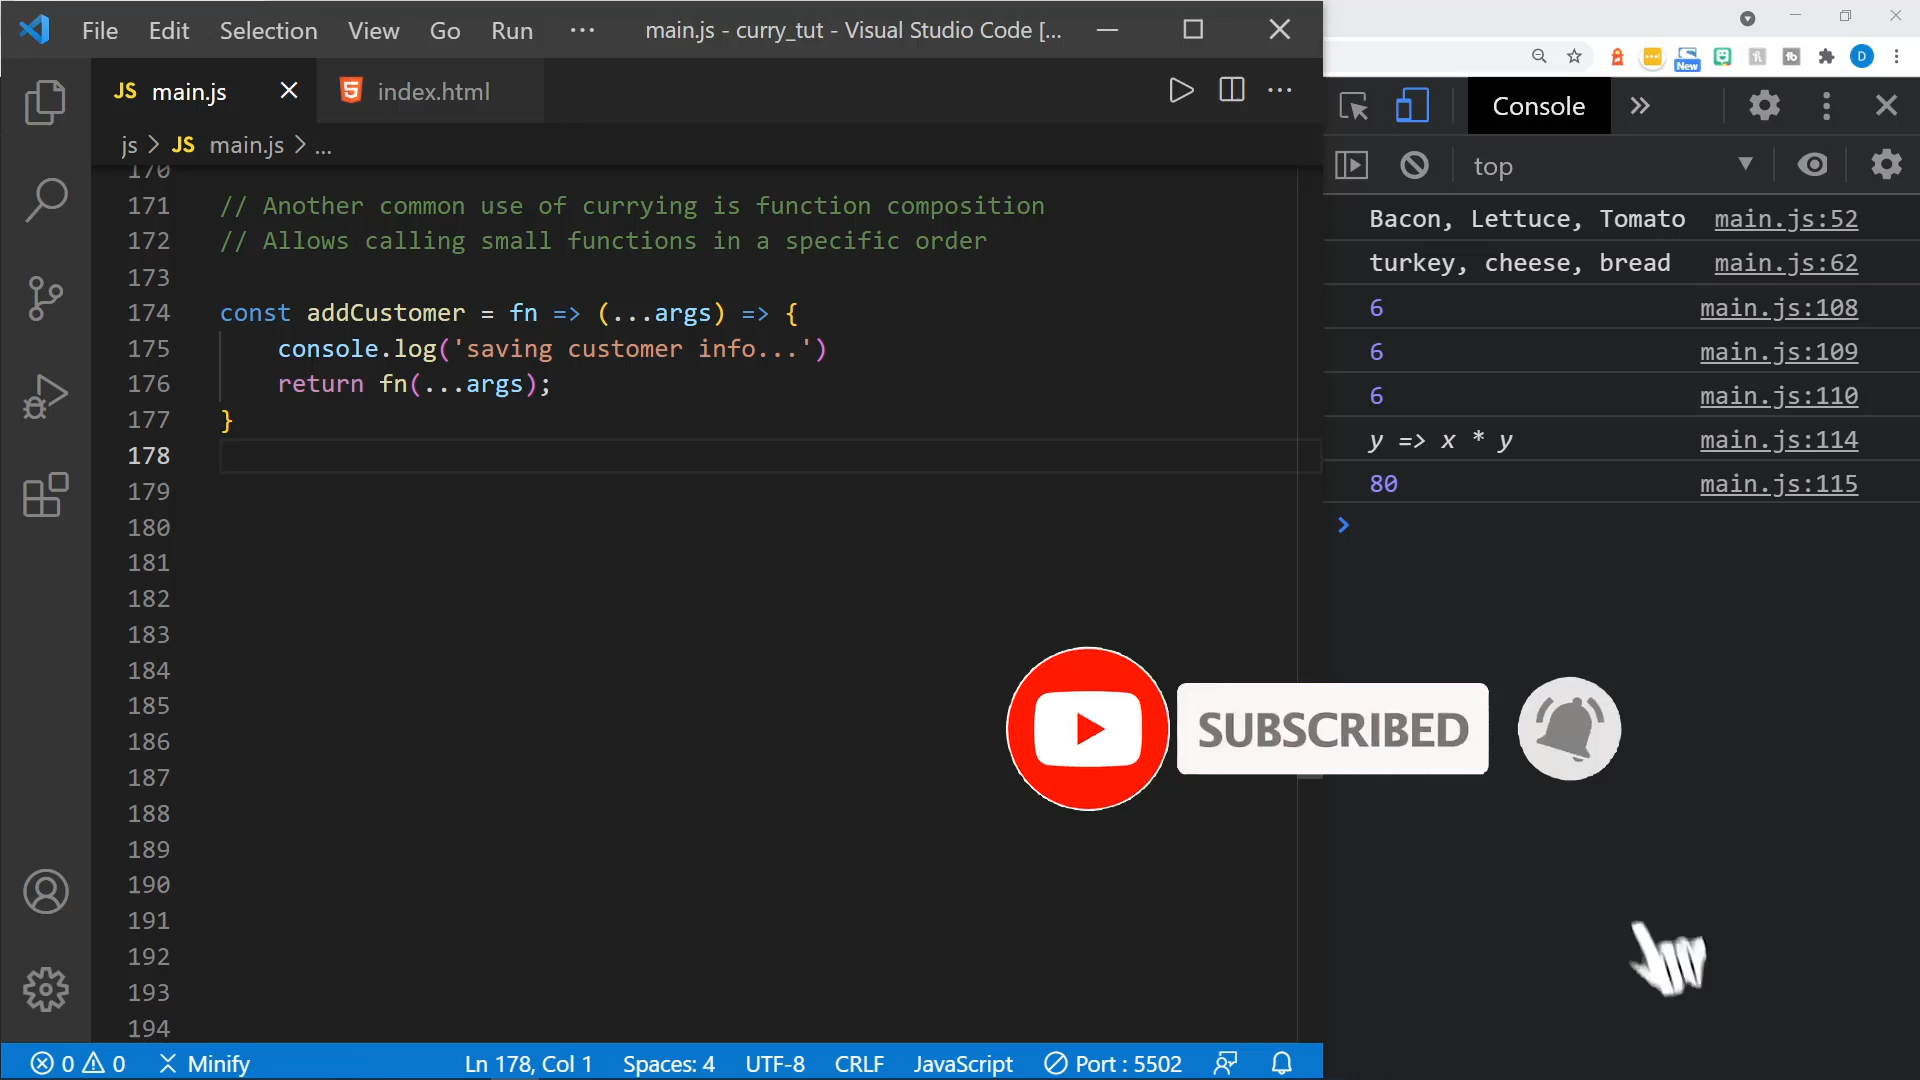 File Edit Selection View Go Run ··· main.js - curry_tut - Visual Studio Code [...
JS main.js index.html
js > JS main.js > ...
170
171 // Another common use of currying is function composition
172 // Allows calling small functions in a specific order
173
174 const addCustomer = fn => (...args) => {
175 console.log('saving customer info...')
176 return fn(...args);
177 }
178
179
180
181
182
183
184
185
186
187
188
189
190
191
192
193
194
0 0 Minify Ln 178, Col 1 Spaces: 4 UTF-8 CRLF JavaScript Port : 5502
New D
Console
top
Bacon, Lettuce, Tomato main.js:52
turkey, cheese, bread main.js:62
6 main.js:108
6 main.js:109
6 main.js:110
y => x * y main.js:114
80 main.js:115
SUBSCRIBED